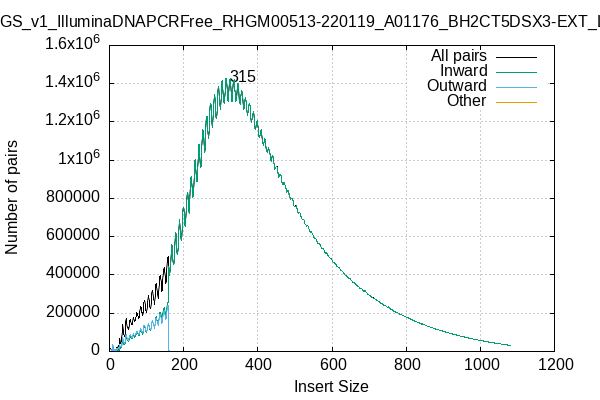 GS_v1_IlluminaDNAPCRFree_RHGM00513-220119_A01176_BH2CT5DSX3-EXT_
1.6x10^6
1.4x10^6
1.2x10^6
1x10^6
800000
600000
400000
200000
0
Number of pairs
315
All pairs
Inward
Outward
Other
0 200 400 600 800 1000 1200
Insert Size